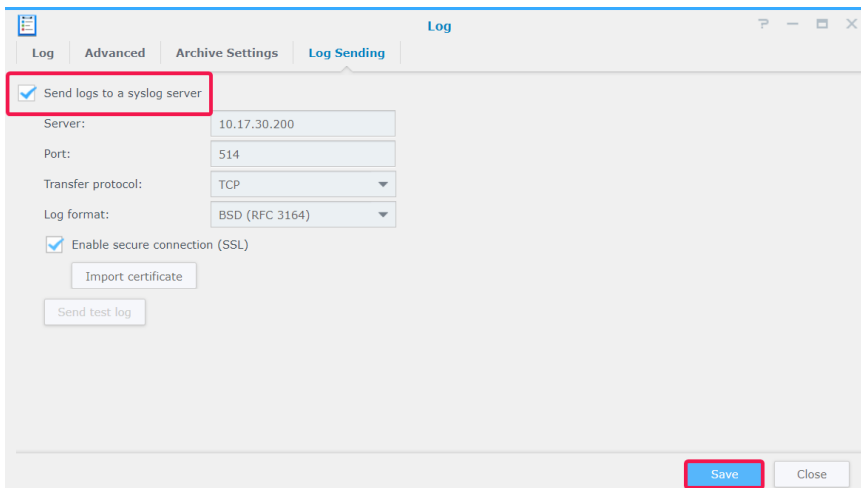 Log
Log Advanced Archive Settings Log Sending
Send logs to a syslog server
Server: 10.17.30.200
Port: 514
Transfer protocol: TCP
Log format: BSD (RFC 3164)
Enable secure connection (SSL)
Import certificate
Send test log
Save Close